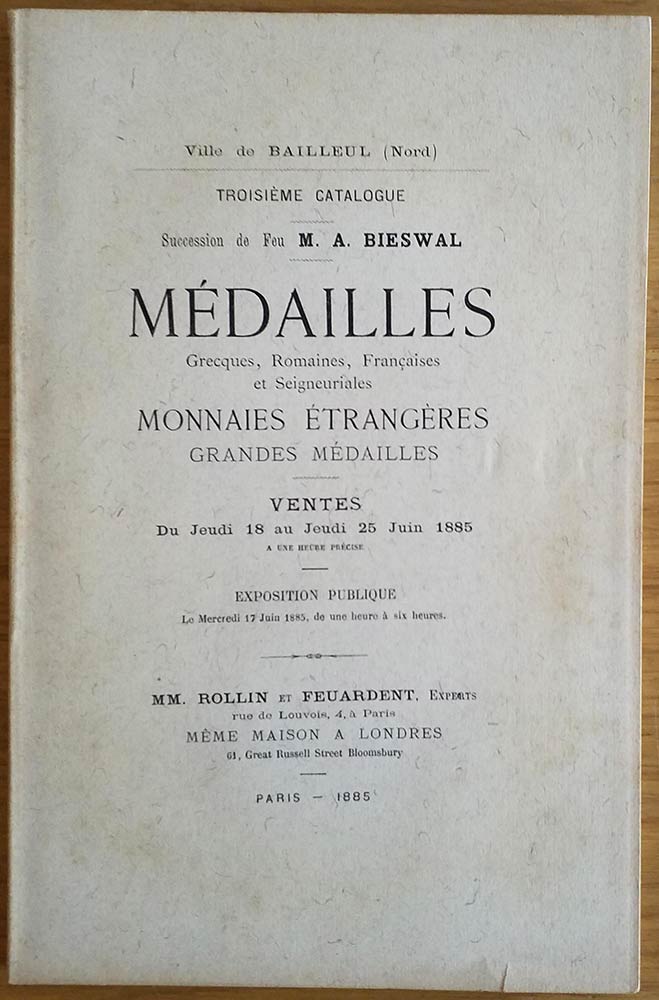 Ville de BAILLEUL (Nord)
TROISIÈME CATALOGUE
Succession de Feu M. A. BIESWAL
MÉDAILLES
Grecques, Romaines, Françaises
et Seigneuriales
MONNAIES ÉTRANGÈRES
GRANDES MÉDAILLES
VENTES
Du Jeudi 18 au Jeudi 25 Juin 1885
A UNE HEURE PRÉCISE
EXPOSITION PUBLIQUE
Le Mercredi 17 Juin 1885, de une heure à six heures.
MM. ROLLIN ET FEUARDENT, EXPERTS
rue de Louvois, 4, à Paris
MÊME MAISON A LONDRES
61, Great Russell Street Bloomsbury
PARIS — 1885